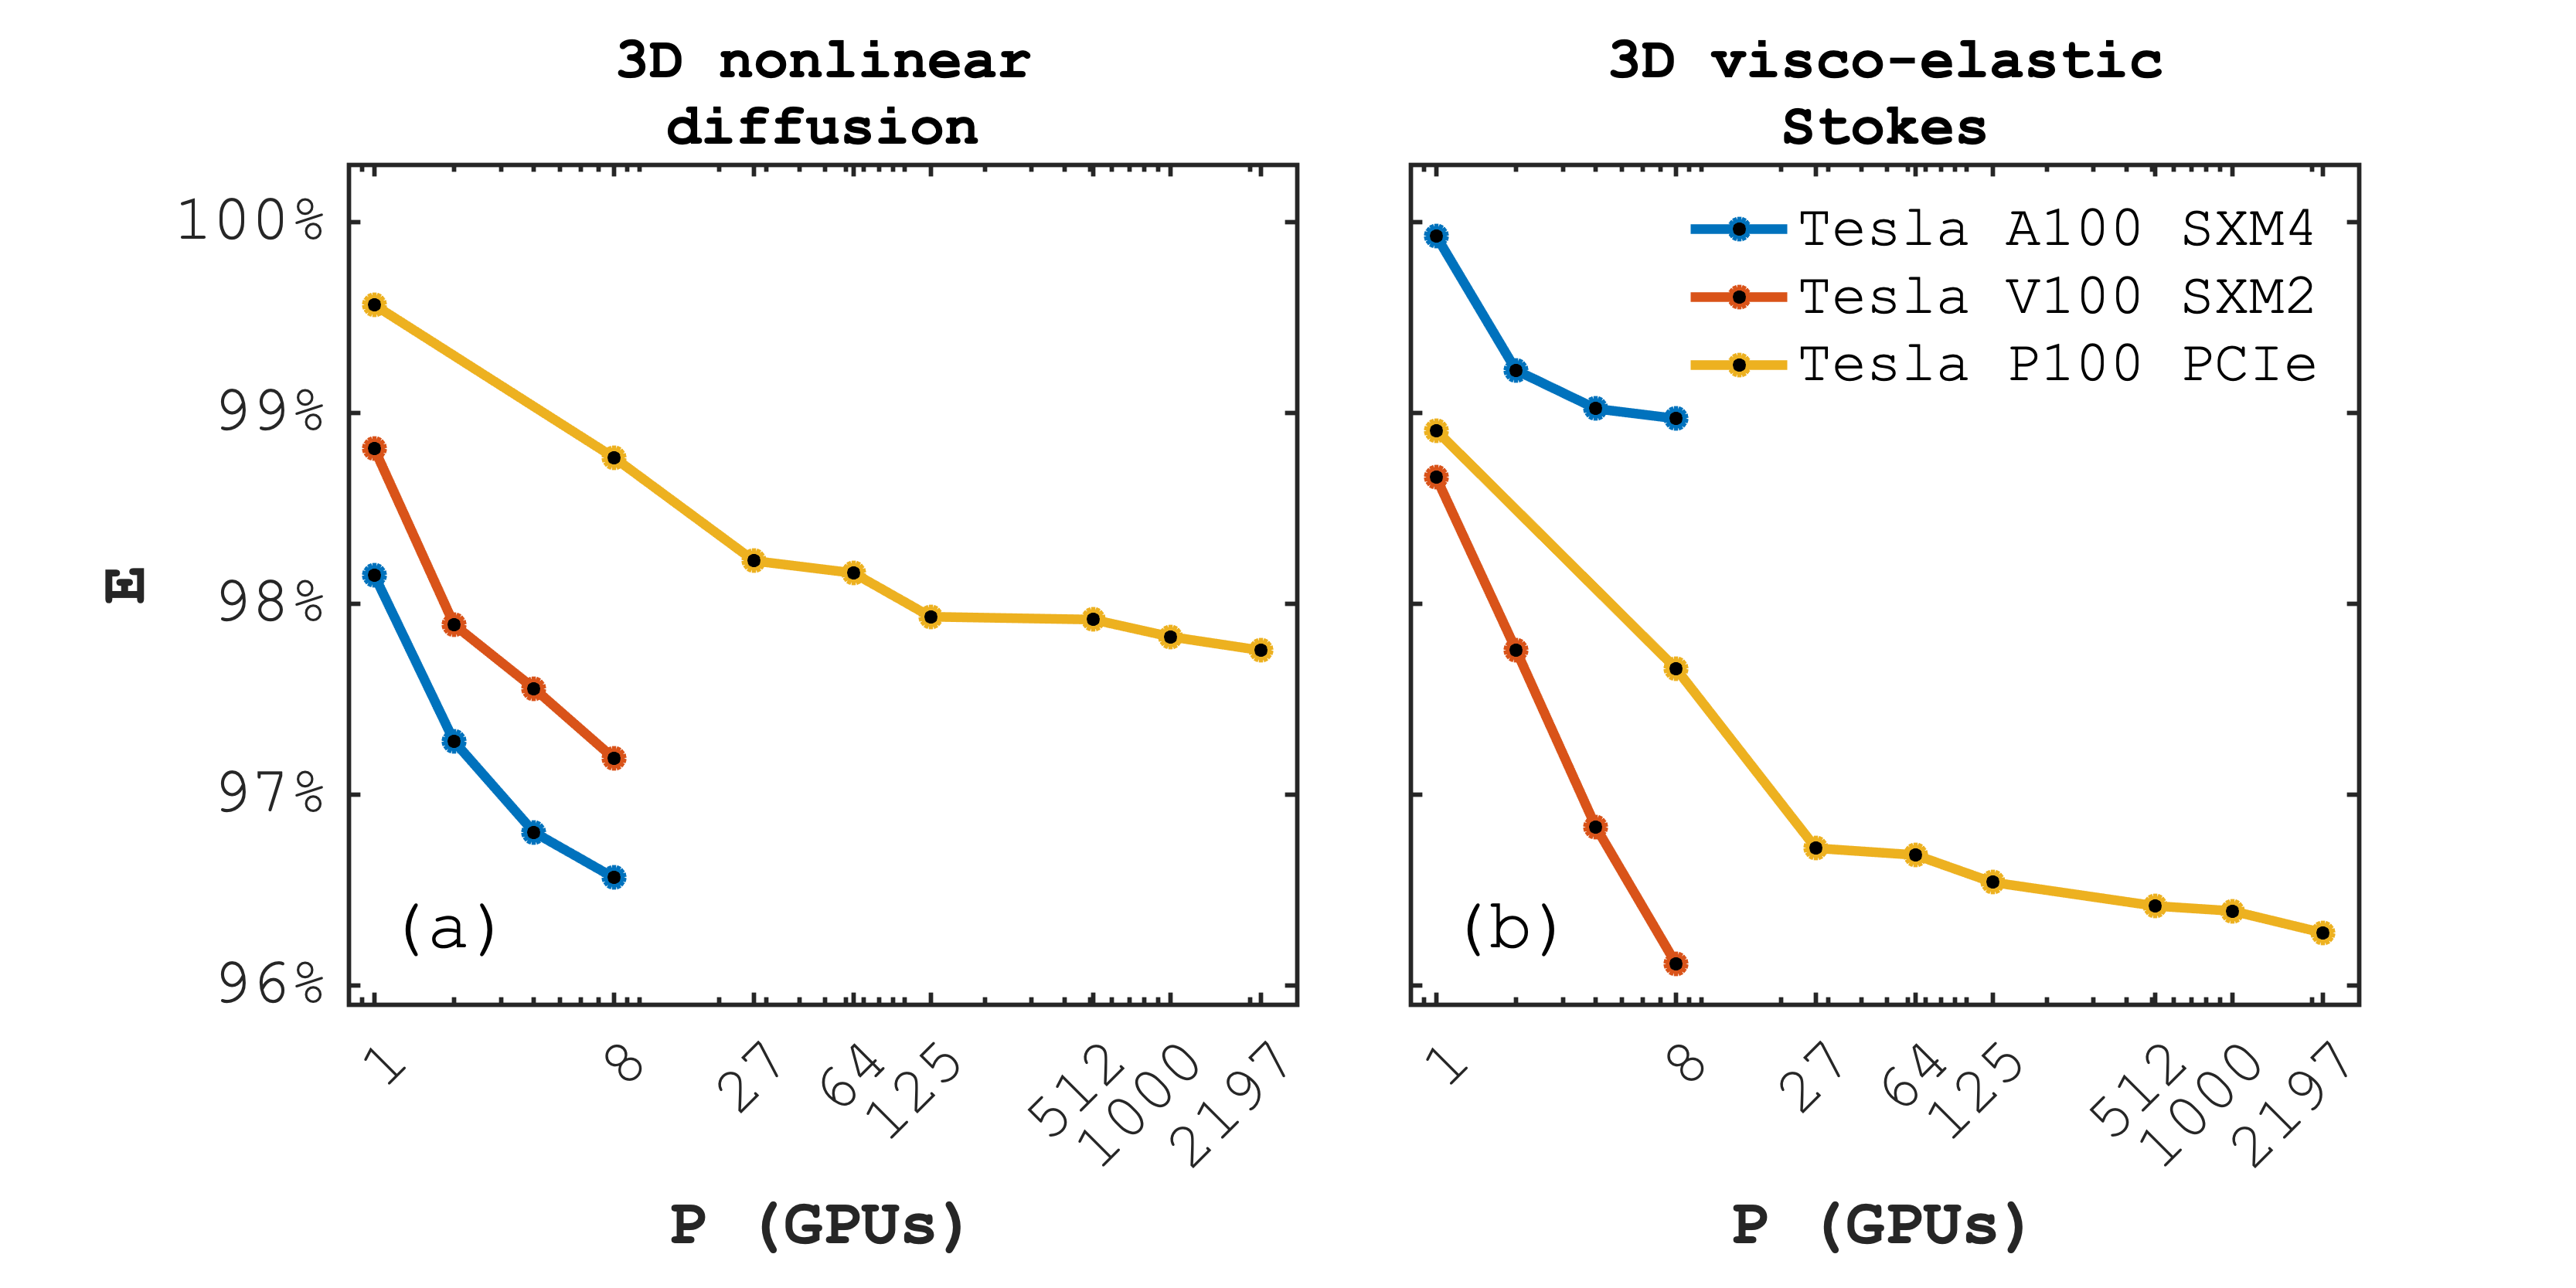 3D nonlinear
diffusion
100%
99%
98%
97%
96%
E
(a)
1
8
27
64
125
512
1000
2197
P (GPUs)
3D visco-elastic
Stokes
Tesla A100 SXM4
Tesla V100 SXM2
Tesla P100 PCIe
(b)
1
8
27
64
125
512
1000
2197
P (GPUs)